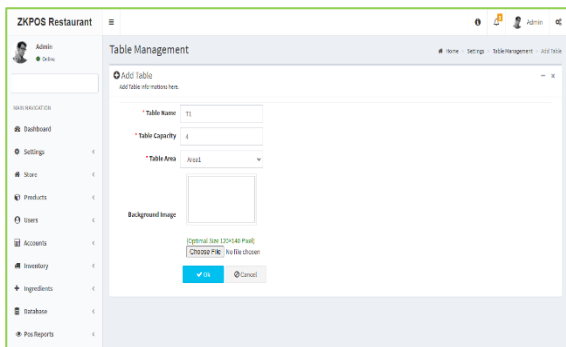 ZKPOS Restaurant
0
Admin
Admin
Online
Table Management
Home
Settings
Table Management
Add Table
Add Table
Add Table Informations here.
MAIN NAVIGATION
* Table Name
T1
* Table Capacity
4
* Table Area
Area1
Background Image
(Optimal Size 120*140 Pixel)
Choose File No file chosen
Ok
Cancel
Dashboard
Settings
Store
Products
Users
Accounts
Inventory
Ingredients
Database
Pos Reports